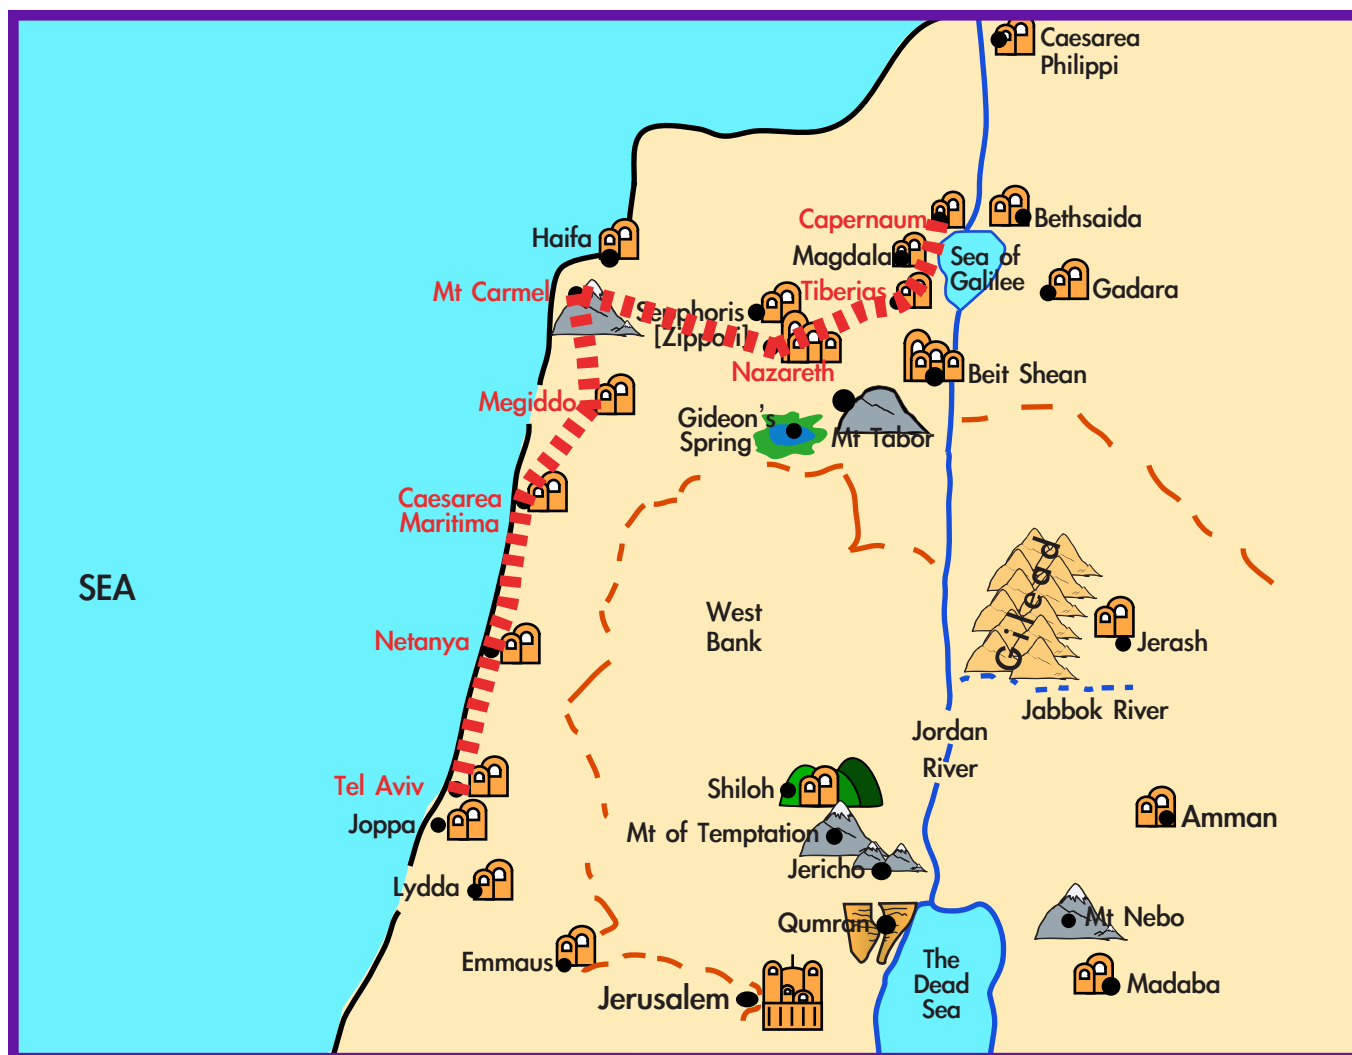 Caesarea
Philippi
Capernaum
Bethsaida
Haifa
Magdala
Sea of
Galilee
Mt Carmel
Tiberias
Gadara
Sepphoris
[Zippori]
Nazareth
Beit Shean
Megiddo
Gideon's
Spring
Mt Tabor
Caesarea
Maritima
Gilead
SEA
West
Bank
Netanya
Jerash
Jabbok River
Jordan
River
Tel Aviv
Shiloh
Joppa
Mt of Temptation
Amman
Jericho
Lydda
Qumran
Mt Nebo
Emmaus
The
Dead
Sea
Jerusalem
Madaba